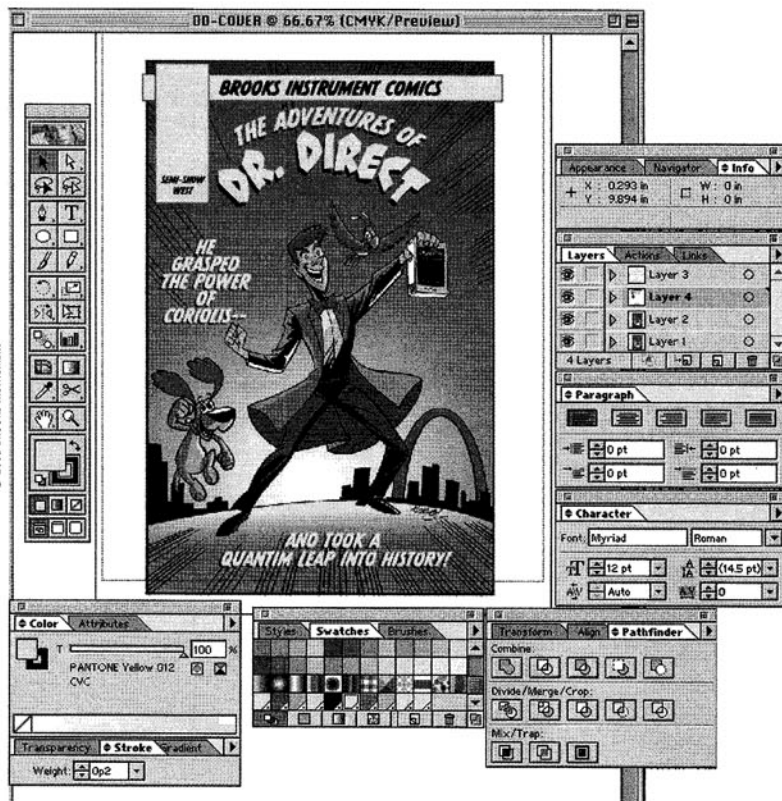 DD-COVER @ 66.67% (CMYK/Preview)
BROOKS INSTRUMENT COMICS
THE ADVENTURES OF
DR. DIRECT
SEMI-SHOW
WEST
HE
GRASPED
THE POWER
OF
CORIOLIS--
AND TOOK A
QUANTIM LEAP INTO HISTORY!
Appearance Navigator Info
X : 0.293 in
Y : 9.894 in
W : 0 in
H : 0 in
Layers Actions Links
Layer 3
Layer 4
Layer 2
Layer 1
4 Layers
Paragraph
0 pt 0 pt
0 pt 0 pt
Character
Font: Myriad Roman
12 pt (14.5 pt)
Auto 0
Color Attributes
T 100 %
PANTONE Yellow 012
CVC
Transparency Stroke Gradient
Weight: 0p2
Styles Swatches Brushes
Transform Align Pathfinder
Combine:
Divide/Merge/Crop:
Mix/Trap: